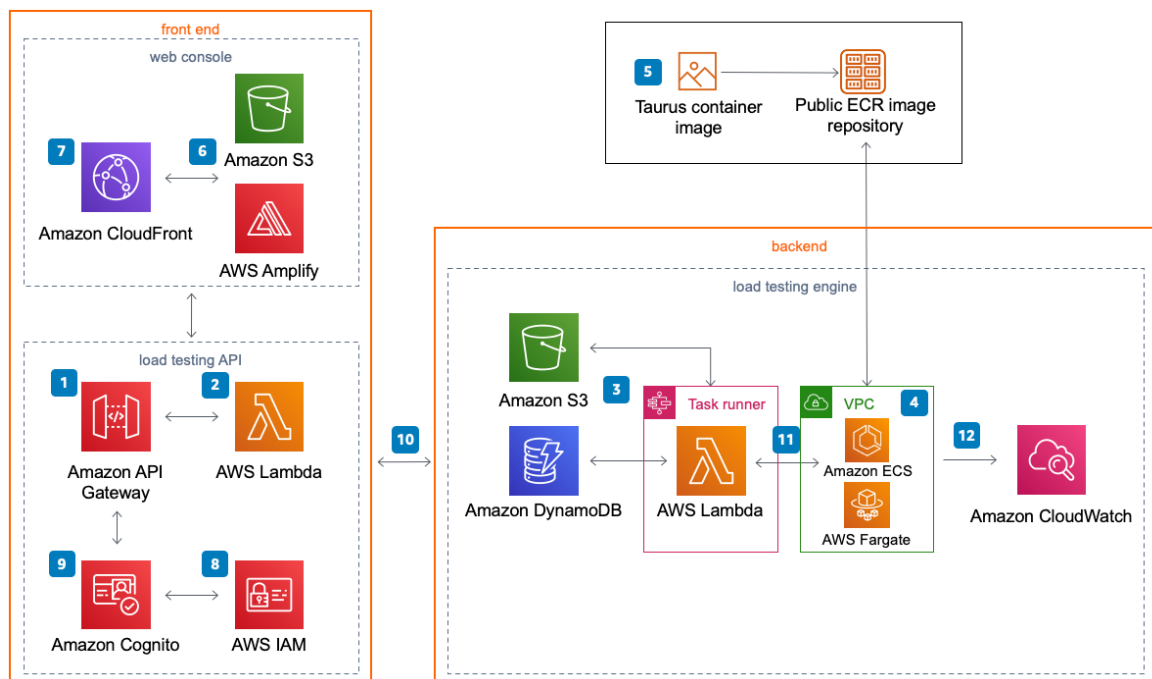 front end
web console
7
6
Amazon S3
Amazon CloudFront
AWS Amplify
load testing API
1
2
Amazon API
Gateway
AWS Lambda
9
8
Amazon Cognito
AWS IAM
10
5
Taurus container
image
Public ECR image
repository
backend
load testing engine
Amazon S3
3
Task runner
VPC
4
Amazon DynamoDB
AWS Lambda
11
Amazon ECS
AWS Fargate
12
Amazon CloudWatch